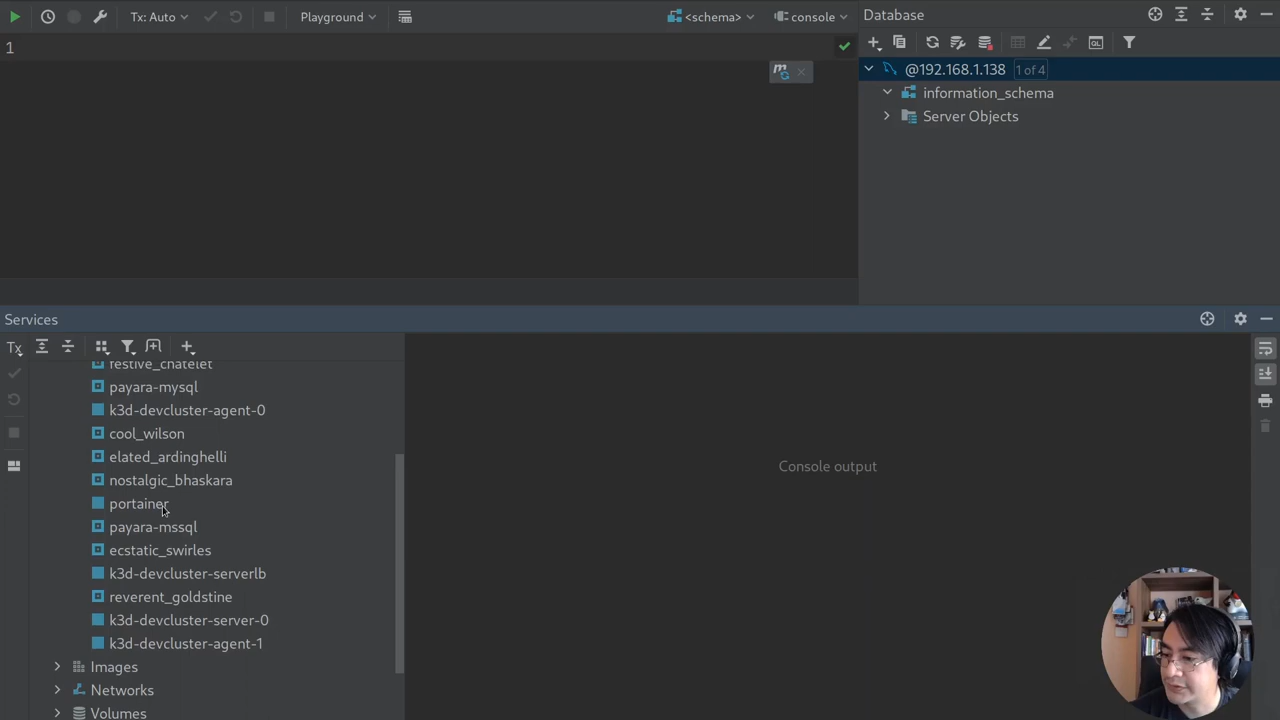 Tx: Auto
Playground
<schema>
console
1
Database
@192.168.1.138 1 of 4
information_schema
Server Objects
Services
Tx
festive_chatelet
payara-mysql
k3d-devcluster-agent-0
cool_wilson
elated_ardinghelli
nostalgic_bhaskara
portainer
payara-mssql
ecstatic_swirles
k3d-devcluster-serverlb
reverent_goldstine
k3d-devcluster-server-0
k3d-devcluster-agent-1
Images
Networks
Volumes
Console output